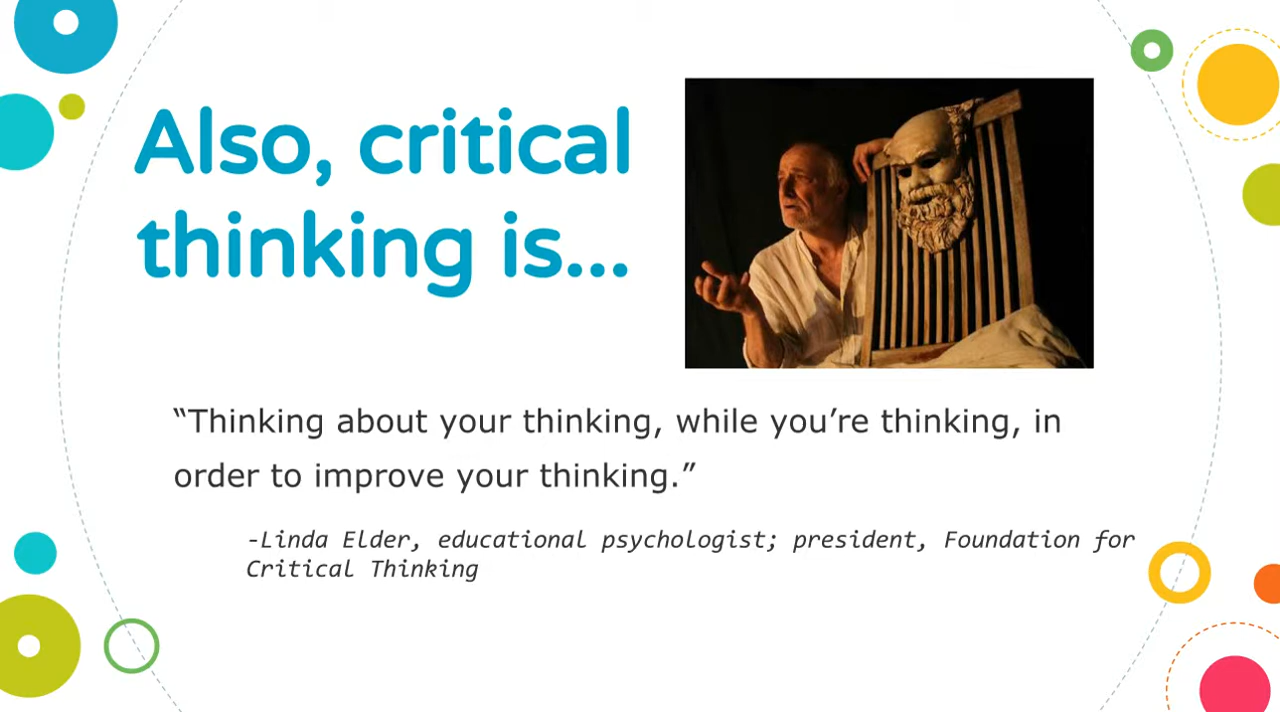 Also, critical
thinking is...
“Thinking about your thinking, while you’re thinking, in
order to improve your thinking.”
-Linda Elder, educational psychologist; president, Foundation for
Critical Thinking